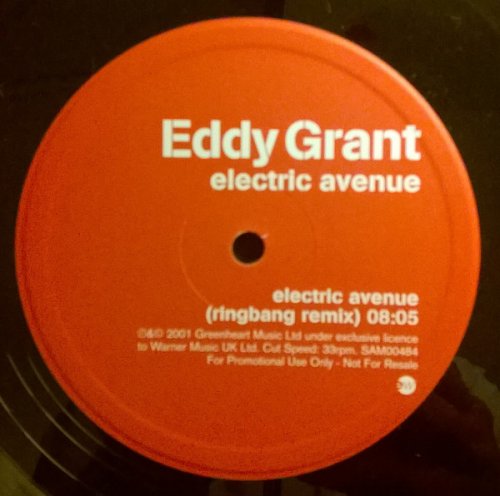 Eddy Grant
electric avenue
electric avenue
(ringbang remix) 08:05
℗&© 2001 Greenheart Music Ltd under exclusive licence
to Warner Music UK Ltd. Cut Speed: 33rpm. SAM00484
For Promotional Use Only - Not For Resale